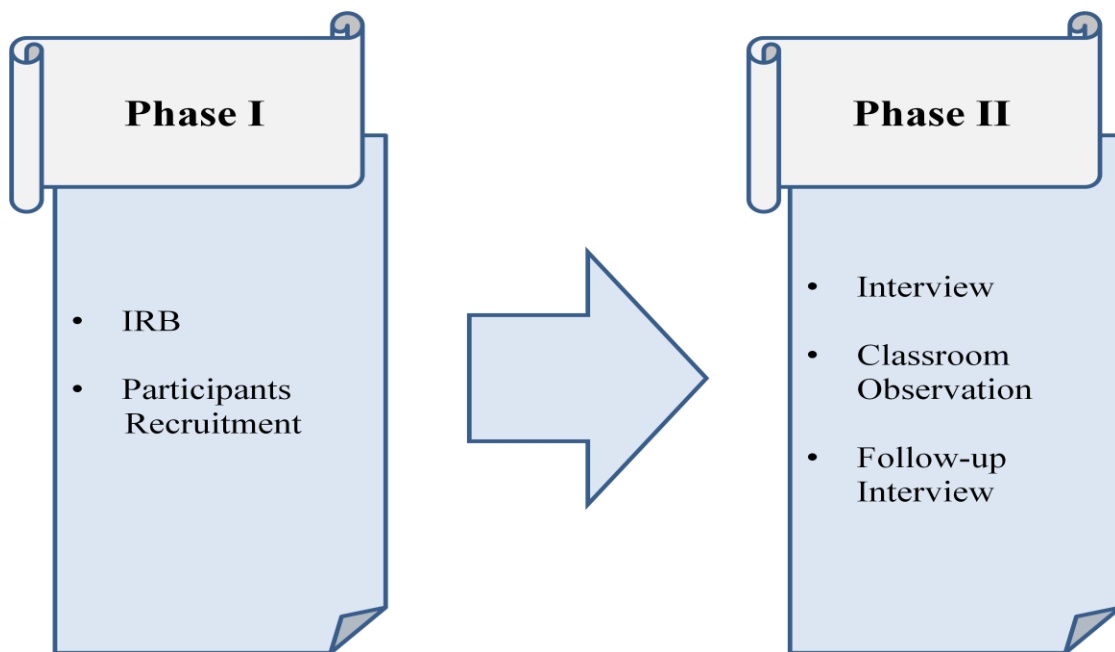 Phase I
• IRB
• Participants
Recruitment
Phase II
• Interview
• Classroom
Observation
• Follow-up
Interview